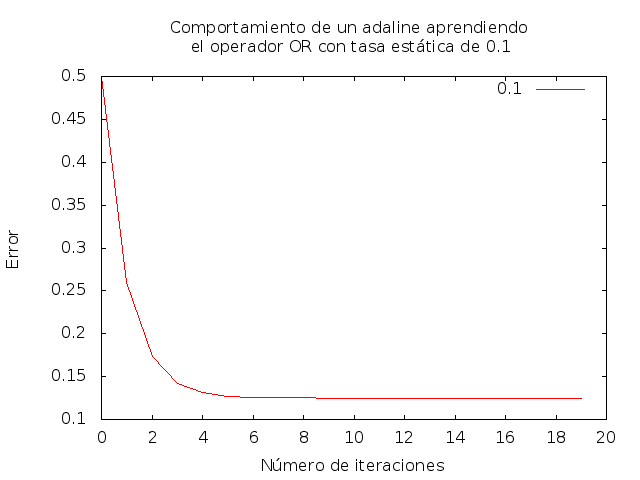 Comportamiento de un adaline aprendiendo
el operador OR con tasa estática de 0.1
0.1
0.5
0.45
0.4
0.35
0.3
0.25
0.2
0.15
0.1
Error
0 2 4 6 8 10 12 14 16 18 20
Número de iteraciones